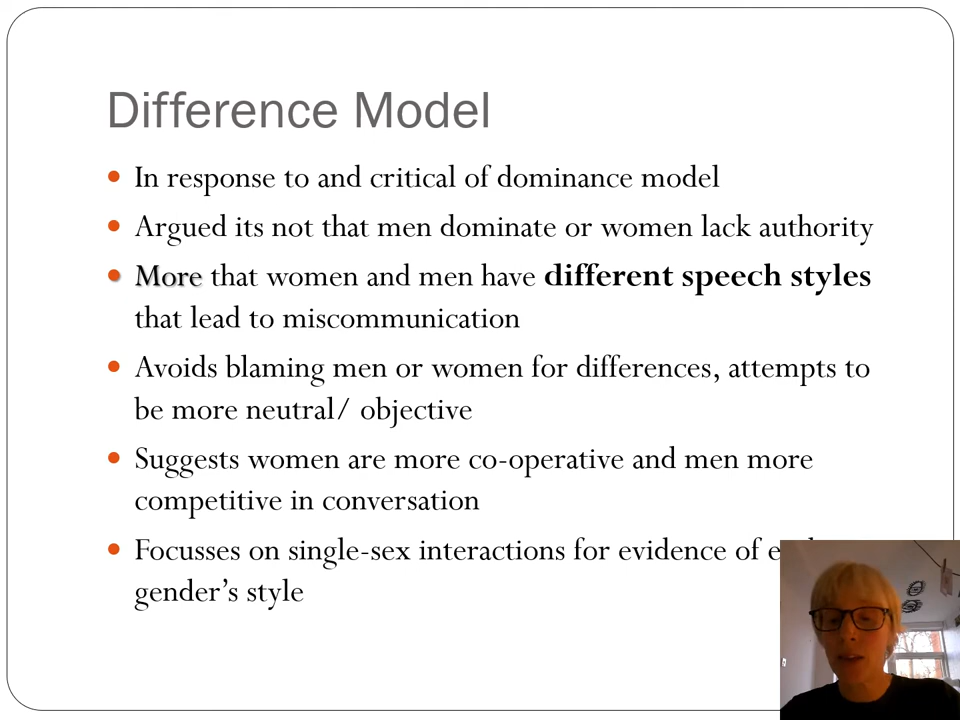 Difference Model
In response to and critical of dominance model
Argued its not that men dominate or women lack authority
More that women and men have different speech styles
that lead to miscommunication
Avoids blaming men or women for differences, attempts to
be more neutral/ objective
Suggests women are more co-operative and men more
competitive in conversation
Focusses on single-sex interactions for evidence of
gender's style